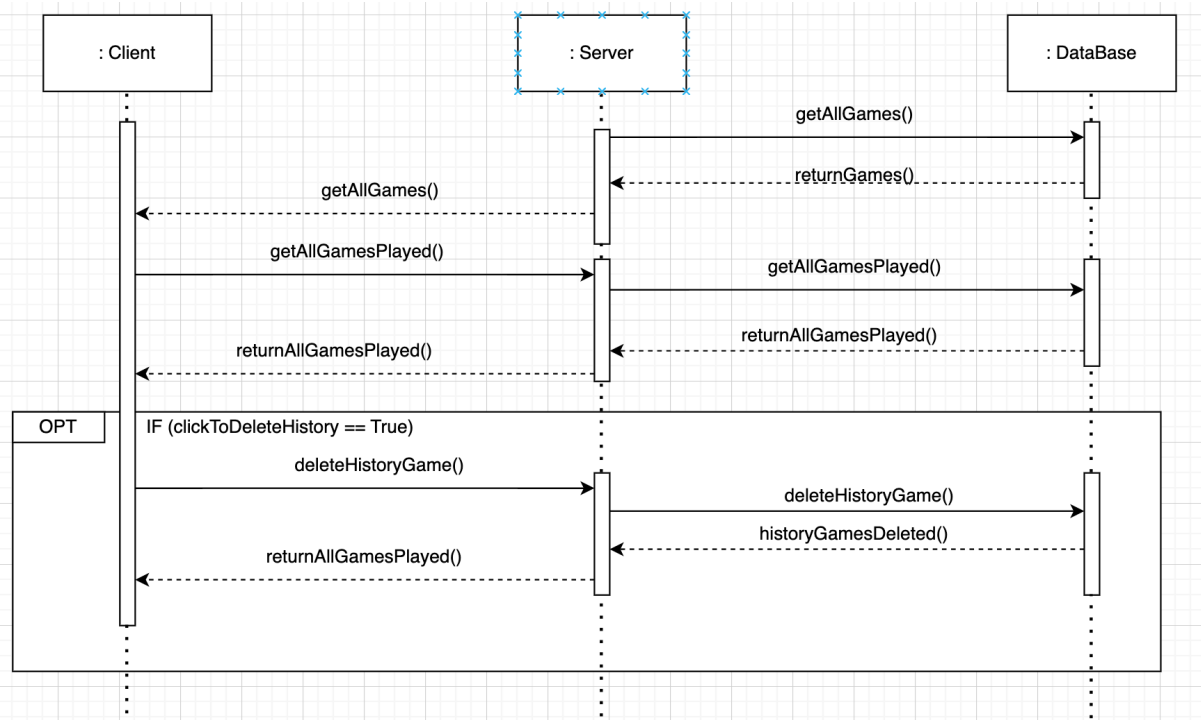 : Client
: Server
: DataBase
getAllGames()
returnGames()
getAllGames()
getAllGamesPlayed()
getAllGamesPlayed()
returnAllGamesPlayed()
returnAllGamesPlayed()
OPT
IF (clickToDeleteHistory == True)
deleteHistoryGame()
deleteHistoryGame()
historyGamesDeleted()
returnAllGamesPlayed()